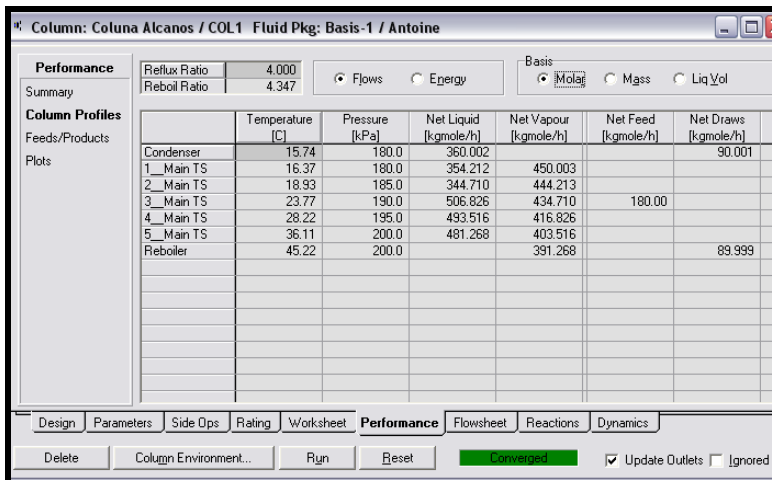 Column: Coluna Alcanos / COL1 Fluid Pkg: Basis-1 / Antoine
Performance
Summary
Column Profiles
Feeds/Products
Plots
Reflux Ratio 4.000
Reboil Ratio 4.347
Flows Energy
Basis
Molar Mass Liq Vol
Temperature [C] Pressure [kPa] Net Liquid [kgmole/h] Net Vapour [kgmole/h] Net Feed [kgmole/h] Net Draws [kgmole/h]
Condenser 15.74 180.0 360.002 90.001
1__Main TS 16.37 180.0 354.212 450.003
2__Main TS 18.93 185.0 344.710 444.213
3__Main TS 23.77 190.0 506.826 434.710 180.00
4__Main TS 28.22 195.0 493.516 416.826
5__Main TS 36.11 200.0 481.268 403.516
Reboiler 45.22 200.0 391.268 89.999
Design Parameters Side Ops Rating Worksheet Performance Flowsheet Reactions Dynamics
Delete Column Environment... Run Reset Converged Update Outlets Ignored